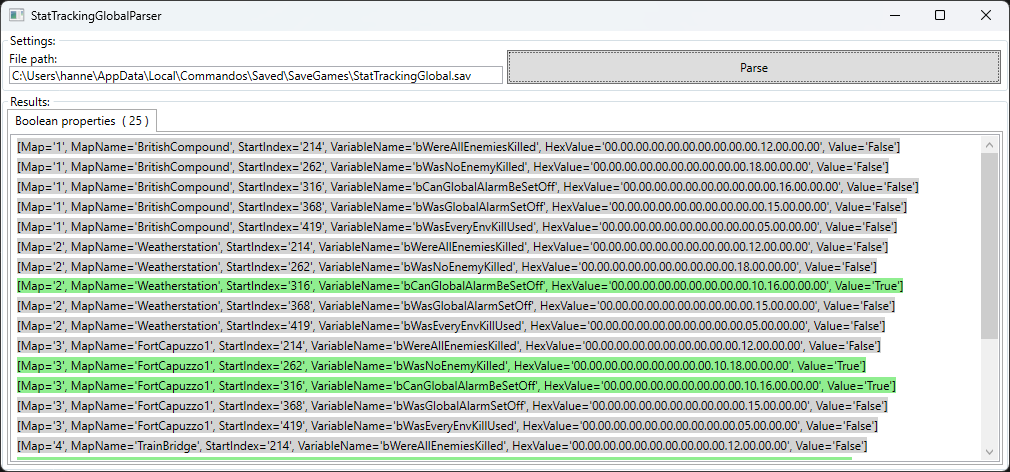 StatTrackingGlobalParser
Settings:
File path:
C:\Users\hanne\AppData\Local\Commandos\Saved\SaveGames\StatTrackingGlobal.sav
Parse
Results:
Boolean properties ( 25 )
[Map='1', MapName='BritishCompound', StartIndex='214', VariableName='bWereAllEnemiesKilled', HexValue='00.00.00.00.00.00.00.00.00.00.12.00.00.00', Value='False']
[Map='1', MapName='BritishCompound', StartIndex='262', VariableName='bWasNoEnemyKilled', HexValue='00.00.00.00.00.00.00.00.00.00.18.00.00.00', Value='False']
[Map='1', MapName='BritishCompound', StartIndex='316', VariableName='bCanGlobalAlarmBeSetOff', HexValue='00.00.00.00.00.00.00.00.00.00.16.00.00.00', Value='False']
[Map='1', MapName='BritishCompound', StartIndex='368', VariableName='bWasGlobalAlarmSetOff', HexValue='00.00.00.00.00.00.00.00.00.00.15.00.00.00', Value='False']
[Map='1', MapName='BritishCompound', StartIndex='419', VariableName='bWasEveryEnvKillUsed', HexValue='00.00.00.00.00.00.00.00.00.00.05.00.00.00', Value='False']
[Map='2', MapName='Weatherstation', StartIndex='214', VariableName='bWereAllEnemiesKilled', HexValue='00.00.00.00.00.00.00.00.00.00.12.00.00.00', Value='False']
[Map='2', MapName='Weatherstation', StartIndex='262', VariableName='bWasNoEnemyKilled', HexValue='00.00.00.00.00.00.00.00.00.00.18.00.00.00', Value='False']
[Map='2', MapName='Weatherstation', StartIndex='316', VariableName='bCanGlobalAlarmBeSetOff', HexValue='00.00.00.00.00.00.00.00.00.10.16.00.00.00', Value='True']
[Map='2', MapName='Weatherstation', StartIndex='368', VariableName='bWasGlobalAlarmSetOff', HexValue='00.00.00.00.00.00.00.00.00.00.15.00.00.00', Value='False']
[Map='2', MapName='Weatherstation', StartIndex='419', VariableName='bWasEveryEnvKillUsed', HexValue='00.00.00.00.00.00.00.00.00.00.05.00.00.00', Value='False']
[Map='3', MapName='FortCapuzzo1', StartIndex='214', VariableName='bWereAllEnemiesKilled', HexValue='00.00.00.00.00.00.00.00.00.00.12.00.00.00', Value='False']
[Map='3', MapName='FortCapuzzo1', StartIndex='262', VariableName='bWasNoEnemyKilled', HexValue='00.00.00.00.00.00.00.00.00.10.18.00.00.00', Value='True']
[Map='3', MapName='FortCapuzzo1', StartIndex='316', VariableName='bCanGlobalAlarmBeSetOff', HexValue='00.00.00.00.00.00.00.00.00.10.16.00.00.00', Value='True']
[Map='3', MapName='FortCapuzzo1', StartIndex='368', VariableName='bWasGlobalAlarmSetOff', HexValue='00.00.00.00.00.00.00.00.00.00.15.00.00.00', Value='False']
[Map='3', MapName='FortCapuzzo1', StartIndex='419', VariableName='bWasEveryEnvKillUsed', HexValue='00.00.00.00.00.00.00.00.00.00.05.00.00.00', Value='False']
[Map='4', MapName='TrainBridge', StartIndex='214', VariableName='bWereAllEnemiesKilled', HexValue='00.00.00.00.00.00.00.00.00.00.12.00.00.00', Value='False']